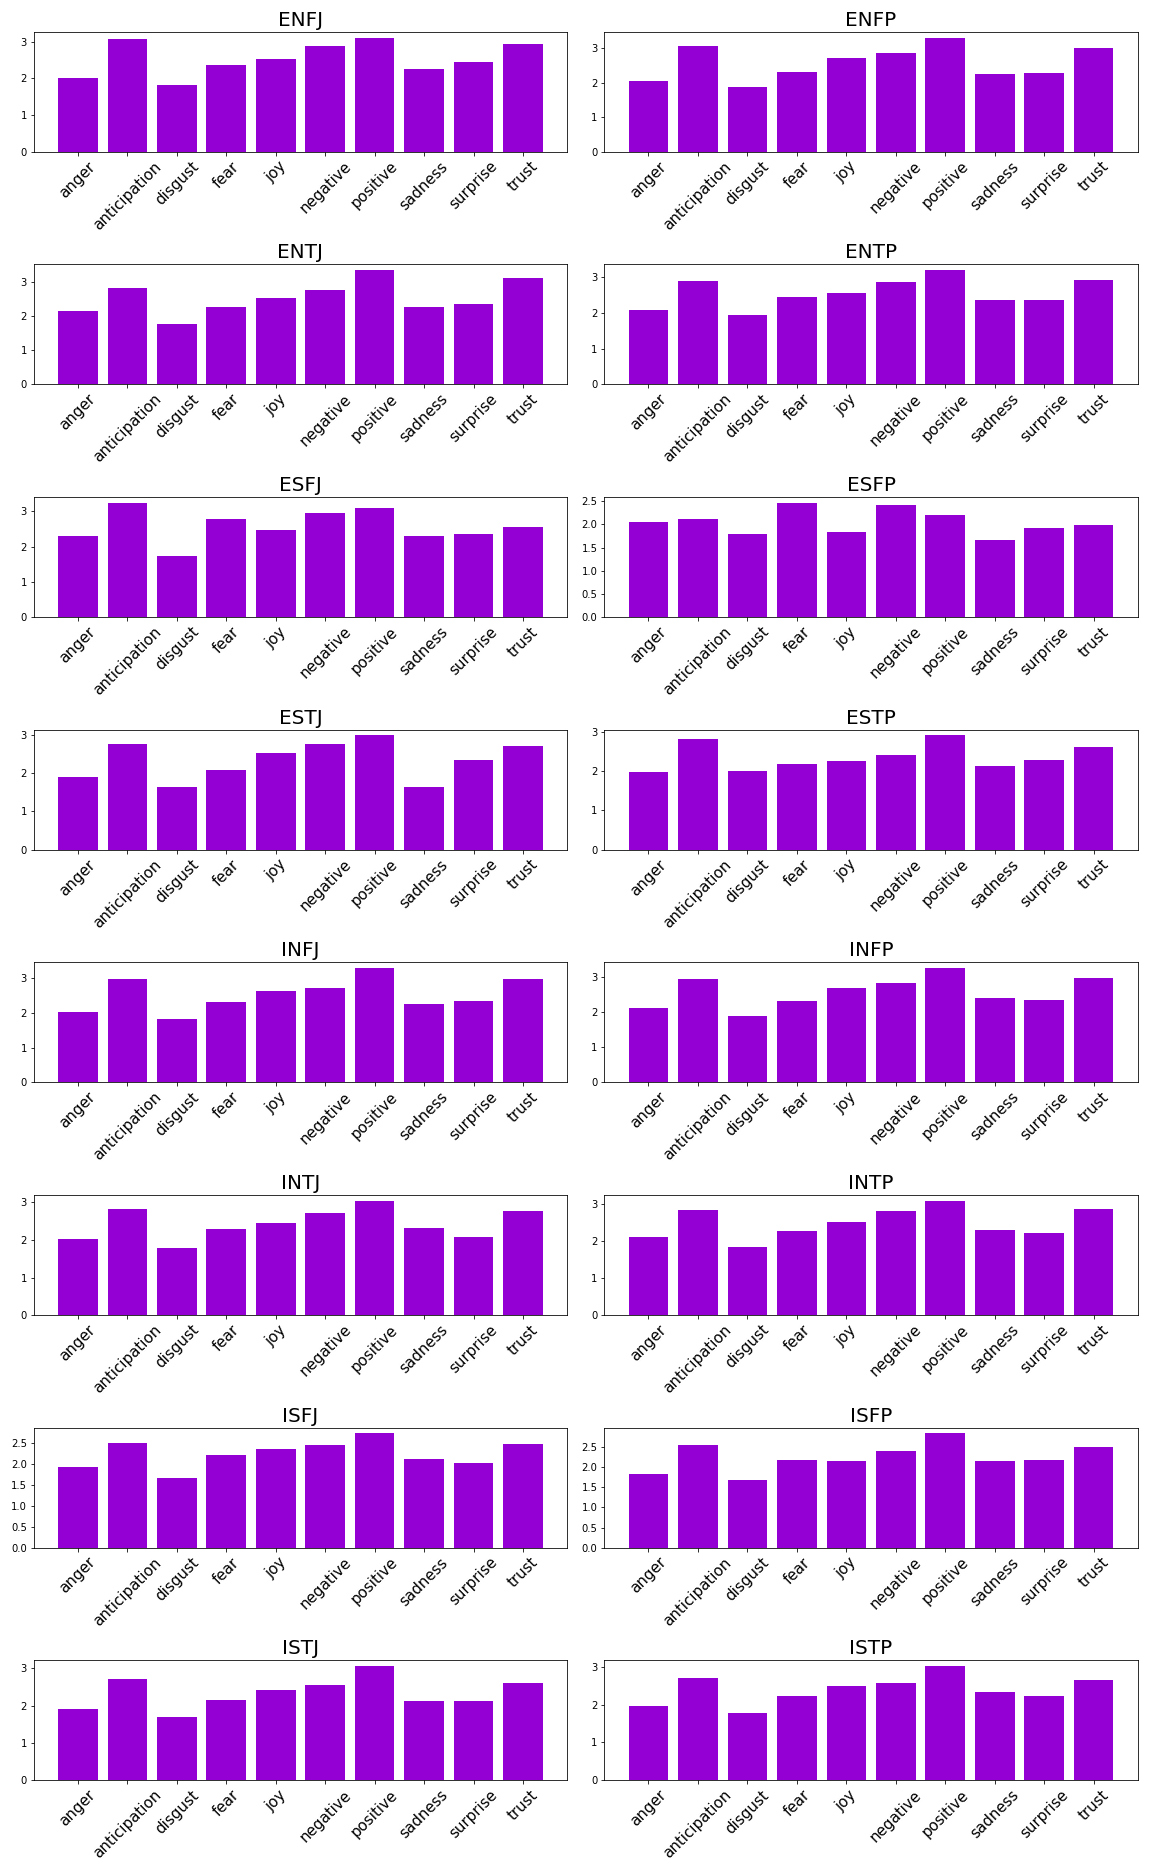 ENFJ
3
2
1
0
anger
anticipation
disgust
fear
joy
negative
positive
sadness
surprise
trust
ENFP
3
2
1
0
anger
anticipation
disgust
fear
joy
negative
positive
sadness
surprise
trust
ENTJ
3
2
1
0
anger
anticipation
disgust
fear
joy
negative
positive
sadness
surprise
trust
ENTP
3
2
1
0
anger
anticipation
disgust
fear
joy
negative
positive
sadness
surprise
trust
ESFJ
3
2
1
0
anger
anticipation
disgust
fear
joy
negative
positive
sadness
surprise
trust
ESFP
2.5
2.0
1.5
1.0
0.5
0.0
anger
anticipation
disgust
fear
joy
negative
positive
sadness
surprise
trust
ESTJ
3
2
1
0
anger
anticipation
disgust
fear
joy
negative
positive
sadness
surprise
trust
ESTP
3
2
1
0
anger
anticipation
disgust
fear
joy
negative
positive
sadness
surprise
trust
INFJ
3
2
1
0
anger
anticipation
disgust
fear
joy
negative
positive
sadness
surprise
trust
INFP
3
2
1
0
anger
anticipation
disgust
fear
joy
negative
positive
sadness
surprise
trust
INTJ
3
2
1
0
anger
anticipation
disgust
fear
joy
negative
positive
sadness
surprise
trust
INTP
3
2
1
0
anger
anticipation
disgust
fear
joy
negative
positive
sadness
surprise
trust
ISFJ
2.5
2.0
1.5
1.0
0.5
0.0
anger
anticipation
disgust
fear
joy
negative
positive
sadness
surprise
trust
ISFP
2.5
2.0
1.5
1.0
0.5
0.0
anger
anticipation
disgust
fear
joy
negative
positive
sadness
surprise
trust
ISTJ
3
2
1
0
anger
anticipation
disgust
fear
joy
negative
positive
sadness
surprise
trust
ISTP
3
2
1
0
anger
anticipation
disgust
fear
joy
negative
positive
sadness
surprise
trust